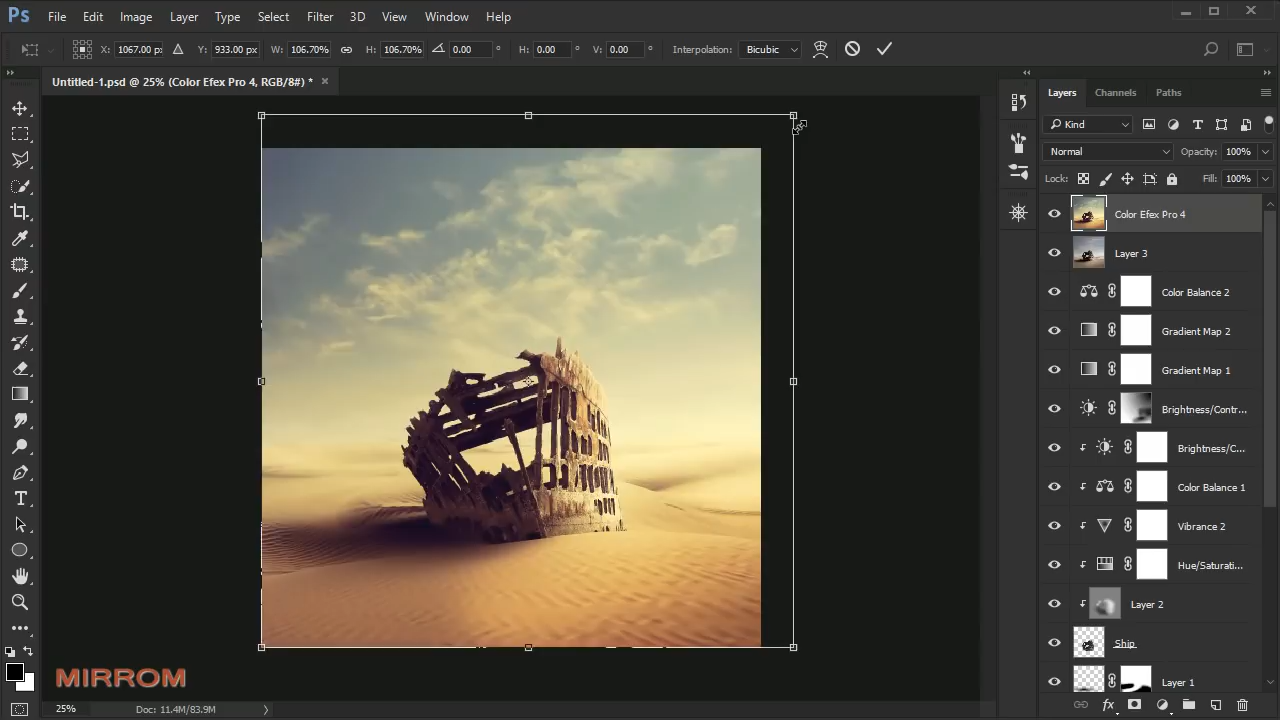 Ps File Edit Image Layer Type Select Filter 3D View Window Help
X: 1067.00 px Y: 933.00 px W: 106.70% H: 106.70% 0.00 ° H: 0.00 ° V: 0.00 ° Interpolation: Bicubic
Untitled-1.psd @ 25% (Color Efex Pro 4, RGB/8#) * ×
Layers Channels Paths
Kind
Normal Opacity: 100%
Lock: Fill: 100%
Color Efex Pro 4
Layer 3
Color Balance 2
Gradient Map 2
Gradient Map 1
Brightness/Contr...
Brightness/C...
Color Balance 1
Vibrance 2
Hue/Saturati...
Layer 2
Ship
Layer 1
MIRROM
25% Doc: 11.4M/83.9M